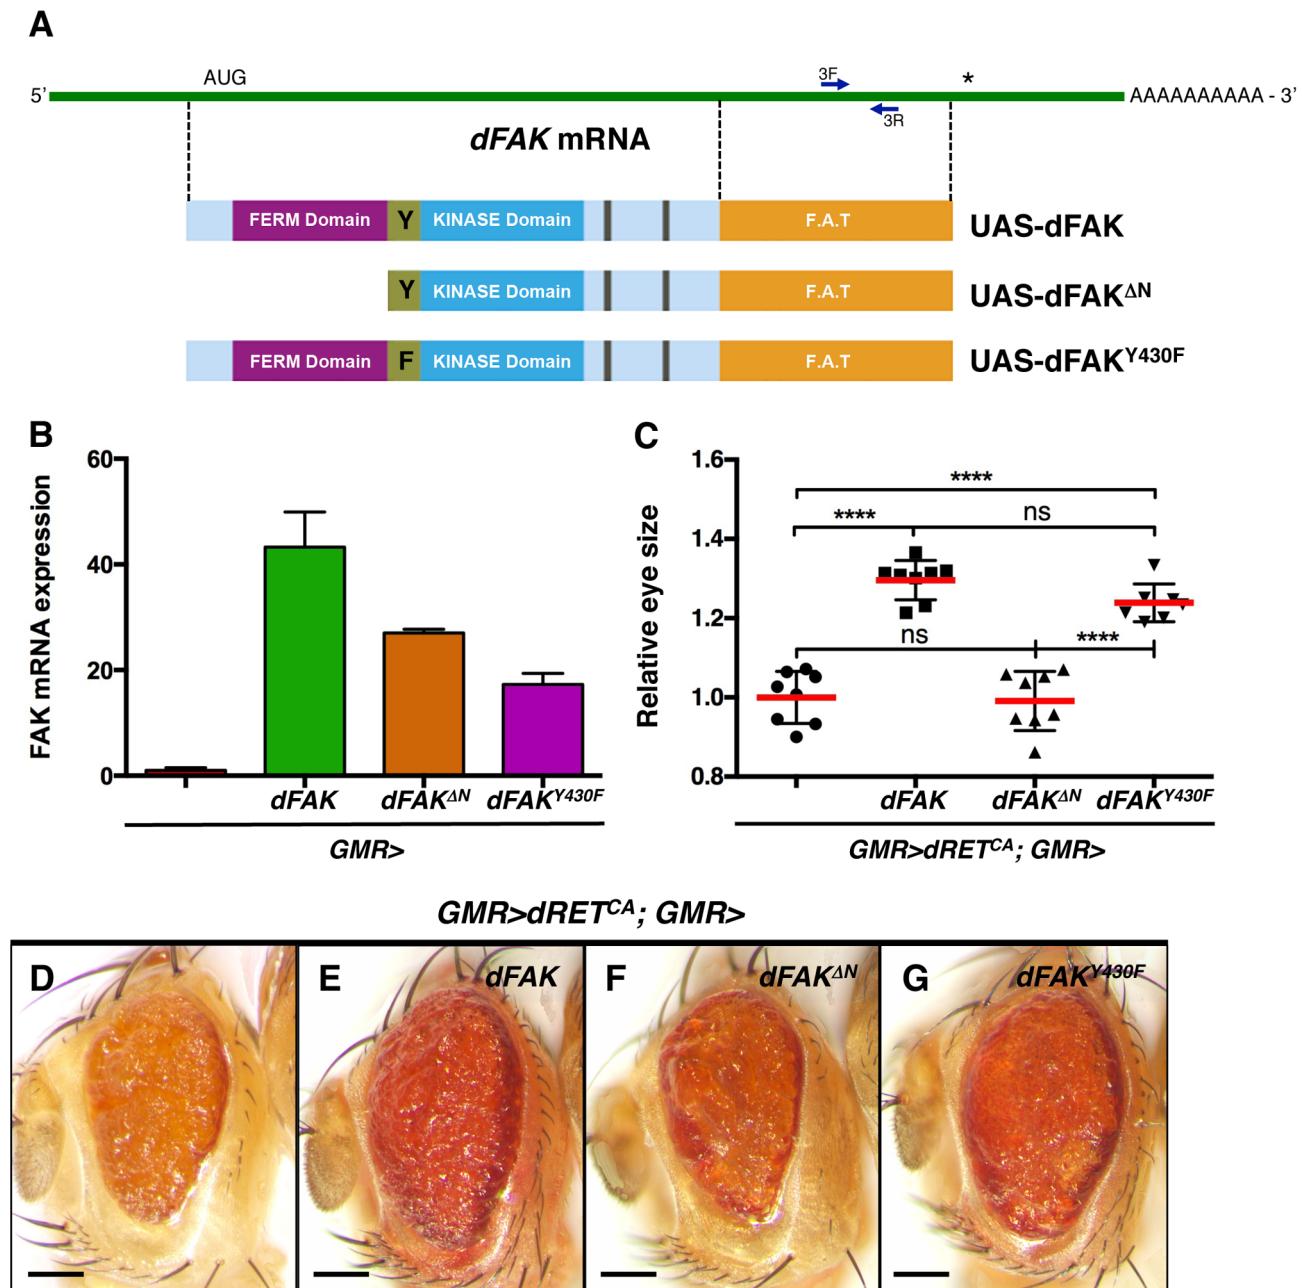 A
AUG
3F
*
5'
AAAAAAAAAA - 3'
3R
dFAK mRNA
FERM Domain Y KINASE Domain F.A.T UAS-dFAK
Y KINASE Domain F.A.T UAS-dFAKΔN
FERM Domain F KINASE Domain F.A.T UAS-dFAKY430F
B
FAK mRNA expression
60
40
20
0
dFAK dFAKΔN dFAKY430F
GMR>
C
Relative eye size
1.6
1.4
1.2
1.0
0.8
****
**** ns
ns ****
dFAK dFAKΔN dFAKY430F
GMR>dRETCA; GMR>
GMR>dRETCA; GMR>
D
E dFAK
F dFAKΔN
G dFAKY430F